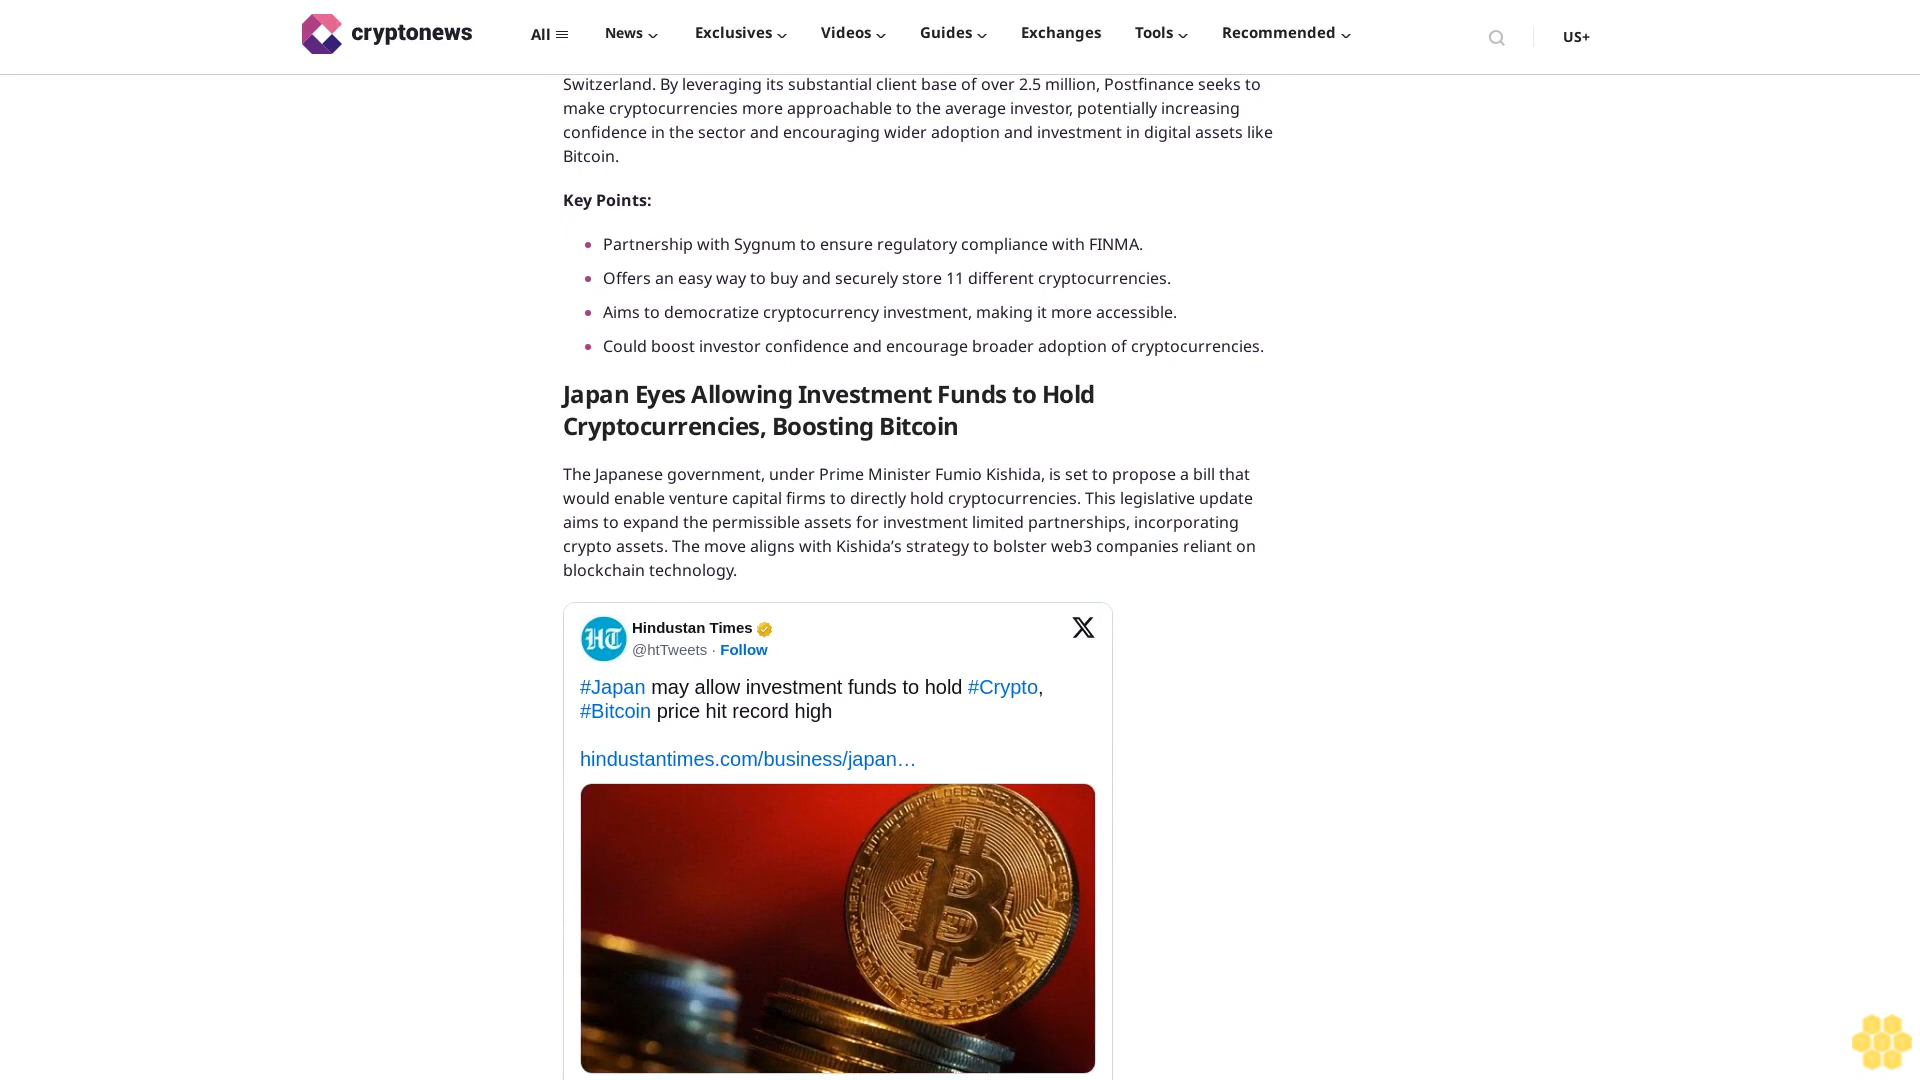 cryptonews
All
News
Exclusives
Videos
Guides
Exchanges
Tools
Recommended
US+
Switzerland. By leveraging its substantial client base of over 2.5 million, Postfinance seeks to
make cryptocurrencies more approachable to the average investor, potentially increasing
confidence in the sector and encouraging wider adoption and investment in digital assets like
Bitcoin.
Key Points:
Partnership with Sygnum to ensure regulatory compliance with FINMA.
Offers an easy way to buy and securely store 11 different cryptocurrencies.
Aims to democratize cryptocurrency investment, making it more accessible.
Could boost investor confidence and encourage broader adoption of cryptocurrencies.
Japan Eyes Allowing Investment Funds to Hold
Cryptocurrencies, Boosting Bitcoin
The Japanese government, under Prime Minister Fumio Kishida, is set to propose a bill that
would enable venture capital firms to directly hold cryptocurrencies. This legislative update
aims to expand the permissible assets for investment limited partnerships, incorporating
crypto assets. The move aligns with Kishida’s strategy to bolster web3 companies reliant on
blockchain technology.
HT
Hindustan Times
@htTweets · Follow
#Japan may allow investment funds to hold #Crypto,
#Bitcoin price hit record high
hindustantimes.com/business/japan…